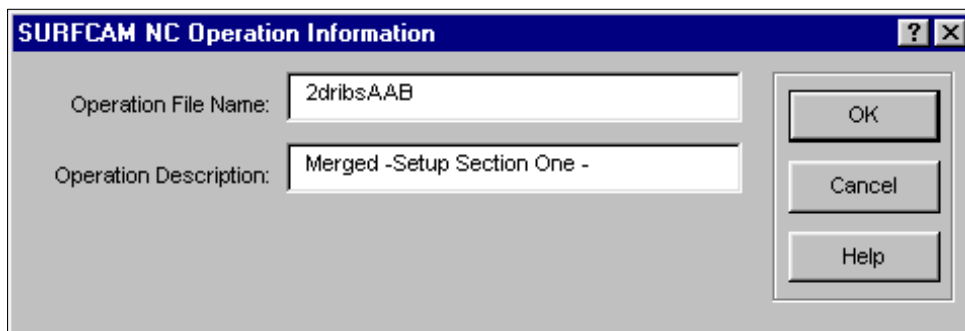 SURFCAM NC Operation Information
Operation File Name: 2dribsAAB
Operation Description: Merged -Setup Section One -
OK
Cancel
Help